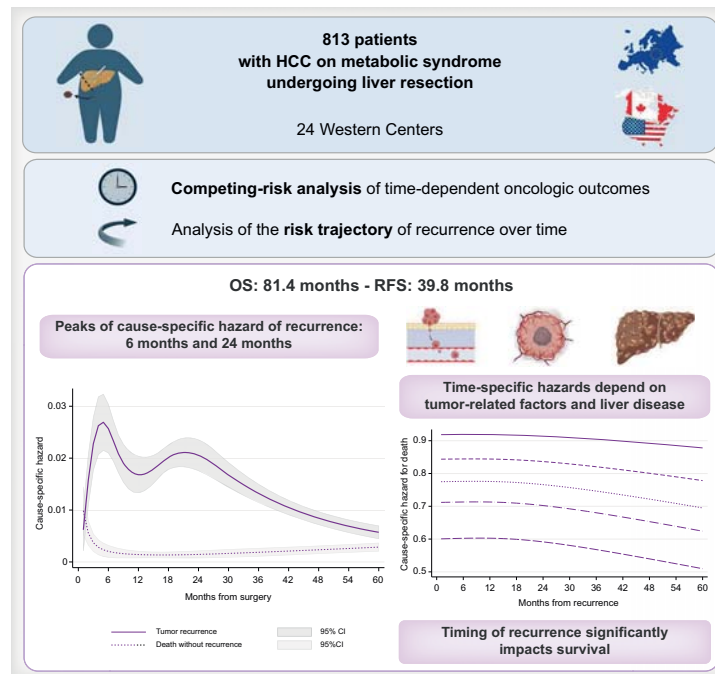 813 patients
with HCC on metabolic syndrome
undergoing liver resection
24 Western Centers
Competing-risk analysis of time-dependent oncologic outcomes
Analysis of the risk trajectory of recurrence over time
OS: 81.4 months - RFS: 39.8 months
Peaks of cause-specific hazard of recurrence:
6 months and 24 months
Cause-specific hazard
0.03
0.02
0.01
0
0 6 12 18 24 30 36 42 48 54 60
Months from surgery
Tumor recurrence 95% CI
Death without recurrence 95%CI
Time-specific hazards depend on
tumor-related factors and liver disease
Cause-specific hazard for death
0.9
0.8
0.7
0.6
0.5
0 6 12 18 24 30 36 42 48 54 60
Months from recurrence
Timing of recurrence significantly
impacts survival